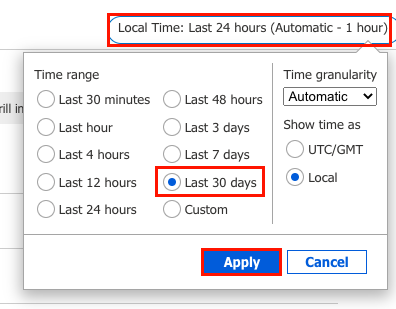 Local Time: Last 24 hours (Automatic - 1 hour)
Time range
Last 30 minutes
Last hour
Last 4 hours
Last 12 hours
Last 24 hours
Last 48 hours
Last 3 days
Last 7 days
Last 30 days
Custom
Time granularity
Automatic
Show time as
UTC/GMT
Local
Apply
Cancel
rill in